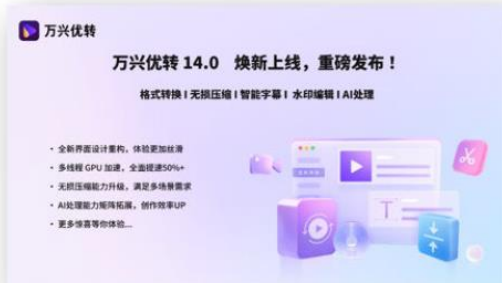 万兴优转
万兴优转 14.0 焕新上线，重磅发布！
格式转换 I 无损压缩 I 智能字幕 I 水印编辑 I AI处理
• 全新界面设计重构，体验更加丝滑
• 多线程 GPU 加速，全面提速50%+
• 无损压缩能力升级，满足多场景需求
• AI处理能力矩阵拓展，创作效率UP
• 更多惊喜等你体验...
T